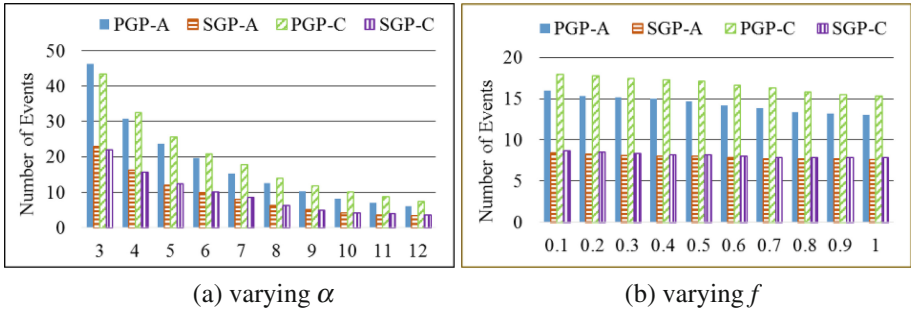 PGP-A SGP-A PGP-C SGP-C
50
40
30
20
10
0
Number of Events
3 4 5 6 7 8 9 10 11 12
(a) varying α
PGP-A SGP-A PGP-C SGP-C
20
15
10
5
0
Number of Events
0.1 0.2 0.3 0.4 0.5 0.6 0.7 0.8 0.9 1
(b) varying f